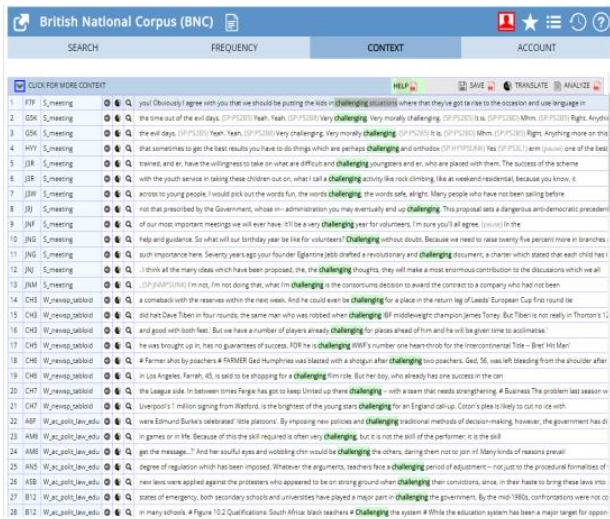 British National Corpus (BNC)
SEARCH FREQUENCY CONTEXT ACCOUNT
CLICK FOR MORE CONTEXT HELP SAVE TRANSLATE ANALYZE
1 F7F S_meeting you! Obviously I agree with you that we should be putting the kids in challenging situations where that they've got ta rise to the occasion and use language in
2 G5K S_meeting the time out of the evil days. (SP:PS2B5) Yeah. Yeah. (SP:PS2B0) Very challenging. Very morally challenging. (SP:PS2B5) It is. (SP:PS2B0) Mhm. (SP:PS2B5) Right, Anythi
3 G5K S_meeting the evil days. (SP:PS2B5) Yeah. Yeah. (SP:PS2B0) Very challenging. Very morally challenging. (SP:PS2B5) It is. (SP:PS2B0) Mhm. (SP:PS2B5) Right, Anything more on this
4 HYY S_meeting that sometimes to get the best results you have to do things which are perhaps challenging and orthodox Yes arm (pause) one of the best
5 J3R S_meeting trained, and er, have the willingness to take on what are difficult and challenging youngsters and er, who are placed with them. The success of the scheme
6 J3R S_meeting with the youth service in taking these children out on, what I call a challenging activity like rock climbing, like at weekend residential, because you know, it
7 J3W S_meeting across to young people, I would pick out the words fun, the words challenging, the words safe, alright. Many people who have not been sailing before
8 J9J S_meeting not that prescribed by the Government, whose in-- administration you may eventually end up challenging. This proposal sets a dangerous anti-democratic precedent
9 JNF S_meeting of our most important meetings we will ever have. It'll be a very challenging year for volunteers, I'm sure you'll all agree. (pause) In the
10 JNG S_meeting help and guidance. So what will our birthday year be like for volunteers? Challenging without doubt. Because we need to raise twenty five percent more in branches
11 JNG S_meeting such importance here. Seventy years ago your founder Eglantine Jebb drafted a revolutionary and challenging document, a charter which stated that each child has
12 JNJ S_meeting . I think all the many ideas which have been proposed, the, the challenging thoughts, they will make a most enormous contribution to the discussions which we all
13 JNM S_meeting I'm not, I'm not doing that, what I'm challenging is the consortiums decision to award the contract to a company who had not been
14 CH3 W_newsp_tabloid a comeback with the reserves within the next week. And he could even be challenging for a place in the return leg of Leeds' European Cup first round tie
15 CH3 W_newsp_tabloid did halt Dave Tiberi in four rounds, the same man who was robbed when challenging IBF middleweight champion James Toney. But Tiberi is not really in Thornton's
16 CH3 W_newsp_tabloid and good with both feet.' But we have a number of players already challenging for places ahead of him and he will be given time to acclimatise.'
17 CH5 W_newsp_tabloid he was brought up in, has no guarantees of success. FOR he is challenging WWF's number one heart-throb for the Intercontinental Title -- Bret' Hit Man'
18 CH6 W_newsp_tabloid # Farmer shot by poachers # FARMER Ged Humphries was blasted with a shotgun after challenging two poachers. Ged, 56, was left bleeding from the shoulder after
19 CH6 W_newsp_tabloid in Los Angeles. Farrah, 45, is said to be shopping for a challenging film role. But her boy, who already has one success in the can
20 CH7 W_newsp_tabloid the League side. In between times Fergie has got to keep United up there challenging -- with a team that needs strengthening. # Business The problem last season w
21 CH7 W_newsp_tabloid Liverpool's 1 million signing from Watford, is the brightest of the young stars challenging for an England call-up. Coton's plea is likely to cut no ice with
22 A6F W_ac_polit_law_edu were Edmund Burke's celebrated' little platoons'. By imposing new policies and challenging traditional methods of decision-making, however, the government has di
23 AM6 W_ac_polit_law_edu in games or in life. Because of this the skill required is often very challenging, but it is not the skill of the performer; it is the skill
24 AM6 W_ac_polit_law_edu get the message...?' And her soulful eyes and wobbling chin would be challenging the others, daring them not to join in! Many kinds of reasons prevail
25 AN5 W_ac_polit_law_edu degree of regulation which has been imposed. Whatever the arguments, teachers face a challenging period of adjustment -- not just to the procedural formalities of
26 ASB W_ac_polit_law_edu new laws were applied against the protesters who appeared to be on strong ground when challenging their convictions, since, in their haste to bring these laws into
27 B12 W_ac_polit_law_edu states of emergency, both secondary schools and universities have played a major part in challenging the government. By the mid-1980s, confrontations were not co
28 B12 W_ac_polit_law_edu in many schools. # Figure 10.2 Qualifications: South Africa: black teachers # Challenging the system # While the education system has been a major target for oppon